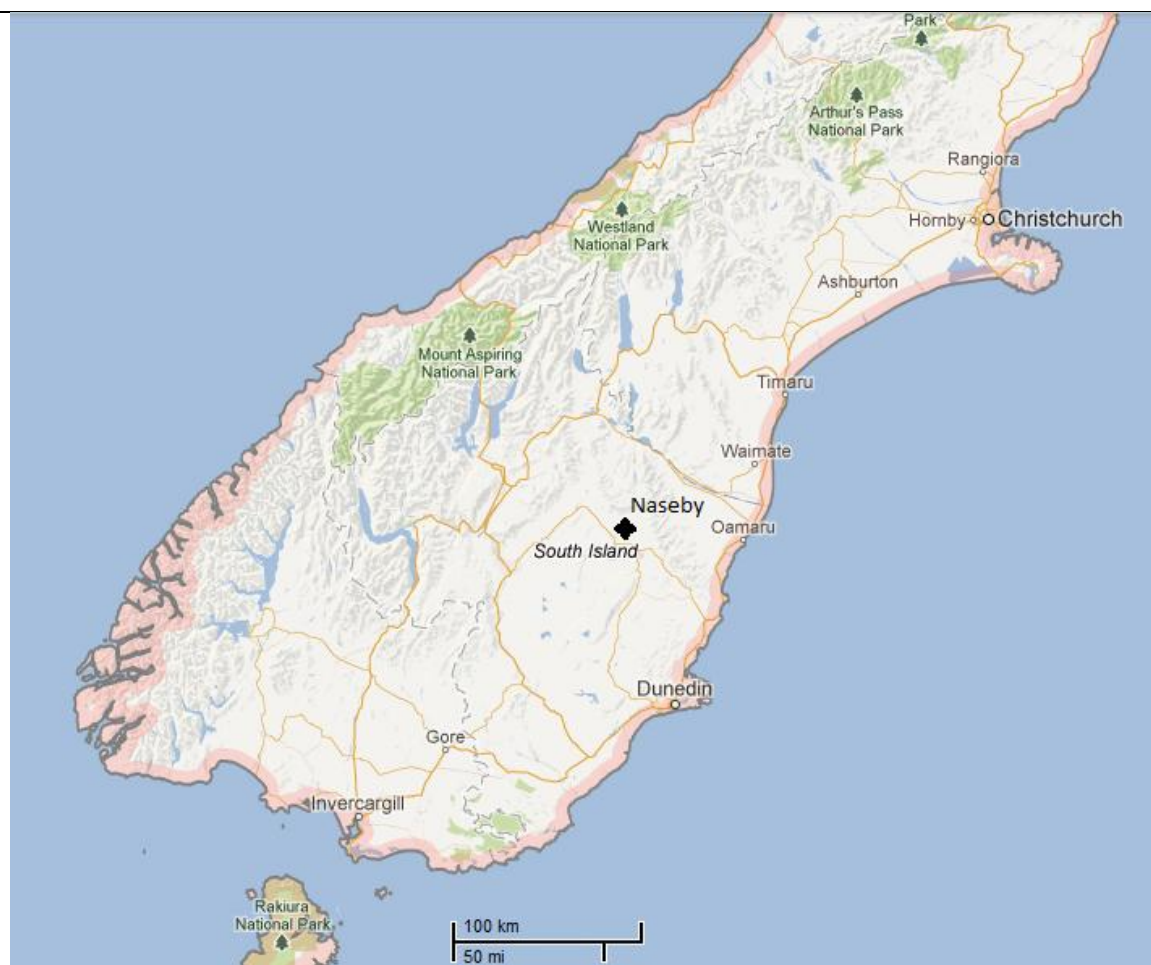 Park
Arthur's Pass
National Park
Rangiora
Westland
National Park
Hornby
Christchurch
Ashburton
Mount Aspiring
National Park
Timaru
Waimate
Naseby
Oamaru
South Island
Dunedin
Gore
Invercargill
Rakiura
National Park
100 km
50 mi